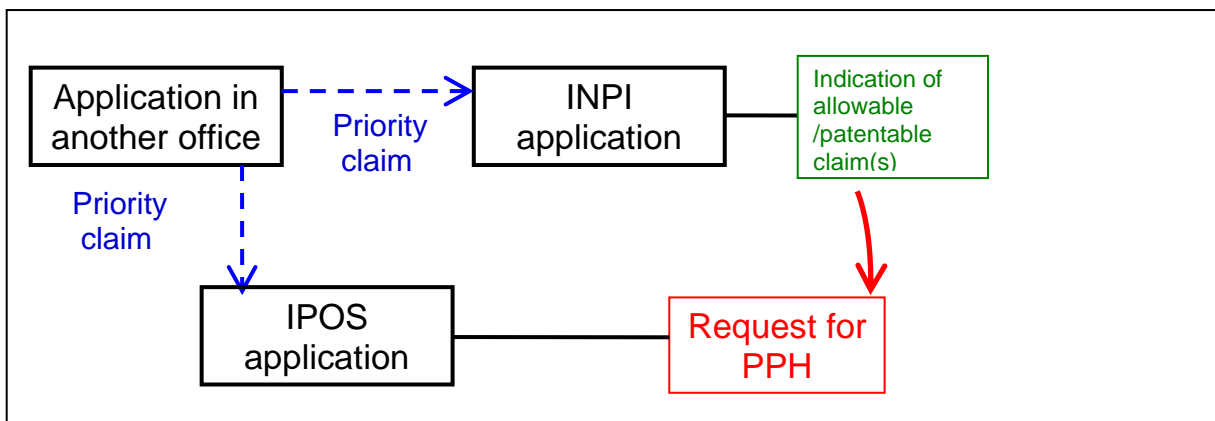 Application in
another office
Priority
claim
INPI
application
Indication of
allowable
/patentable
claim(s)
Priority
claim
IPOS
application
Request for
PPH